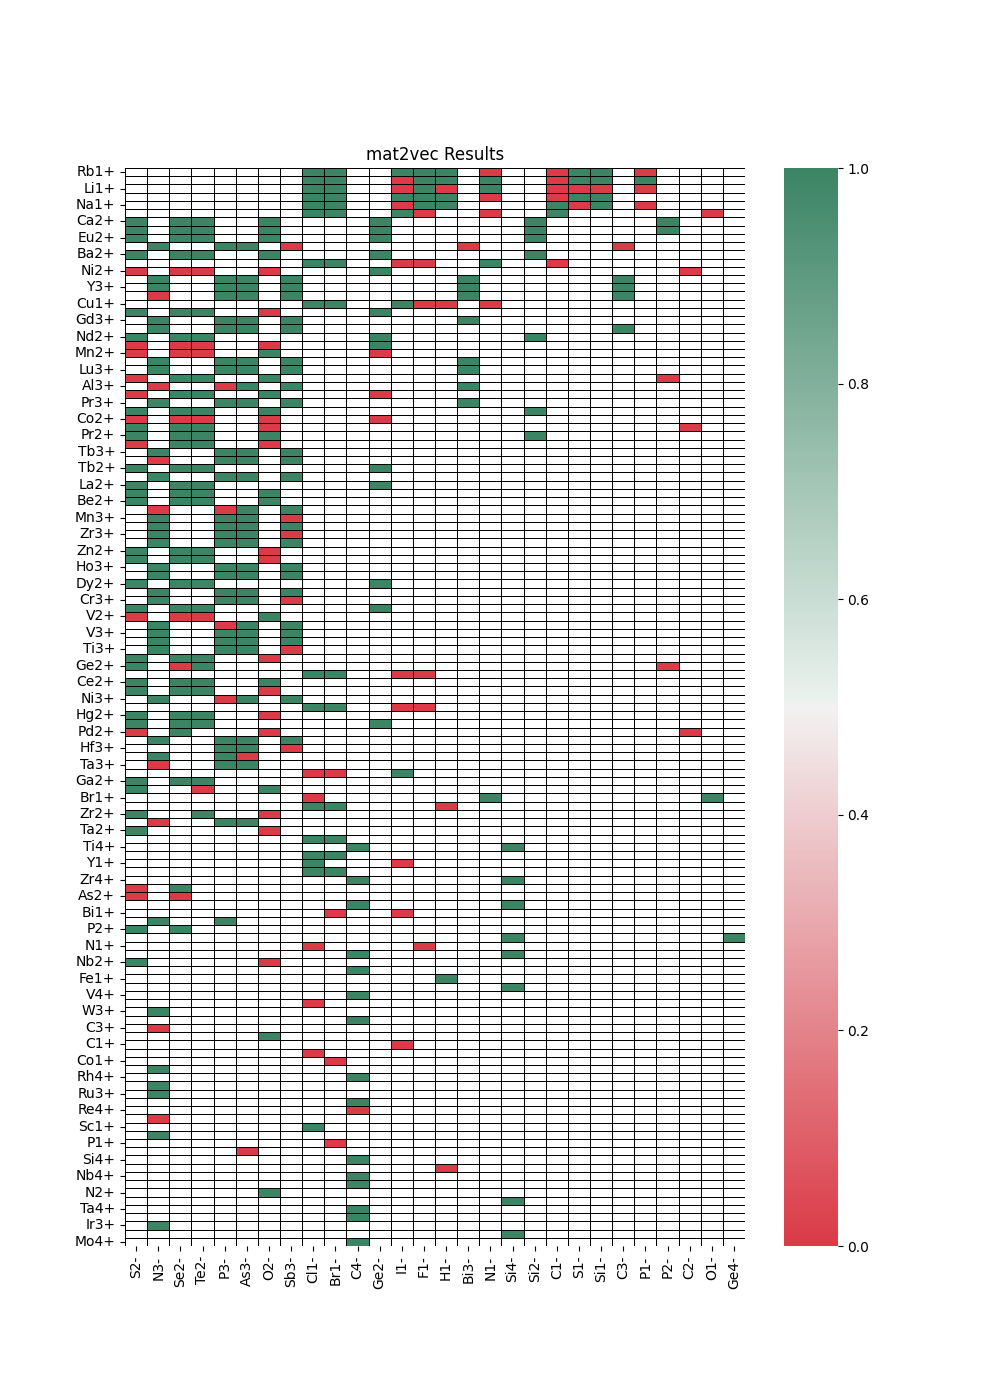 mat2vec Results
Rb1+
Li1+
Na1+
Ca2+
Eu2+
Ba2+
Ni2+
Y3+
Cu1+
Gd3+
Nd2+
Mn2+
Lu3+
Al3+
Pr3+
Co2+
Pr2+
Tb3+
Tb2+
La2+
Be2+
Mn3+
Zr3+
Zn2+
Ho3+
Dy2+
Cr3+
V2+
V3+
Ti3+
Ge2+
Ce2+
Ni3+
Hg2+
Pd2+
Hf3+
Ta3+
Ga2+
Br1+
Zr2+
Ta2+
Ti4+
Y1+
Zr4+
As2+
Bi1+
P2+
N1+
Nb2+
Fe1+
V4+
W3+
C3+
C1+
Co1+
Rh4+
Ru3+
Re4+
Sc1+
P1+
Si4+
Nb4+
N2+
Ta4+
Ir3+
Mo4+
S2-
N3-
Se2-
Te2-
P3-
As3-
O2-
Sb3-
Cl1-
Br1-
C4-
Ge2-
I1-
F1-
H1-
Bi3-
N1-
Si4-
Si2-
C1-
S1-
Si1-
C3-
P1-
P2-
C2-
O1-
Ge4-
1.0
0.8
0.6
0.4
0.2
0.0